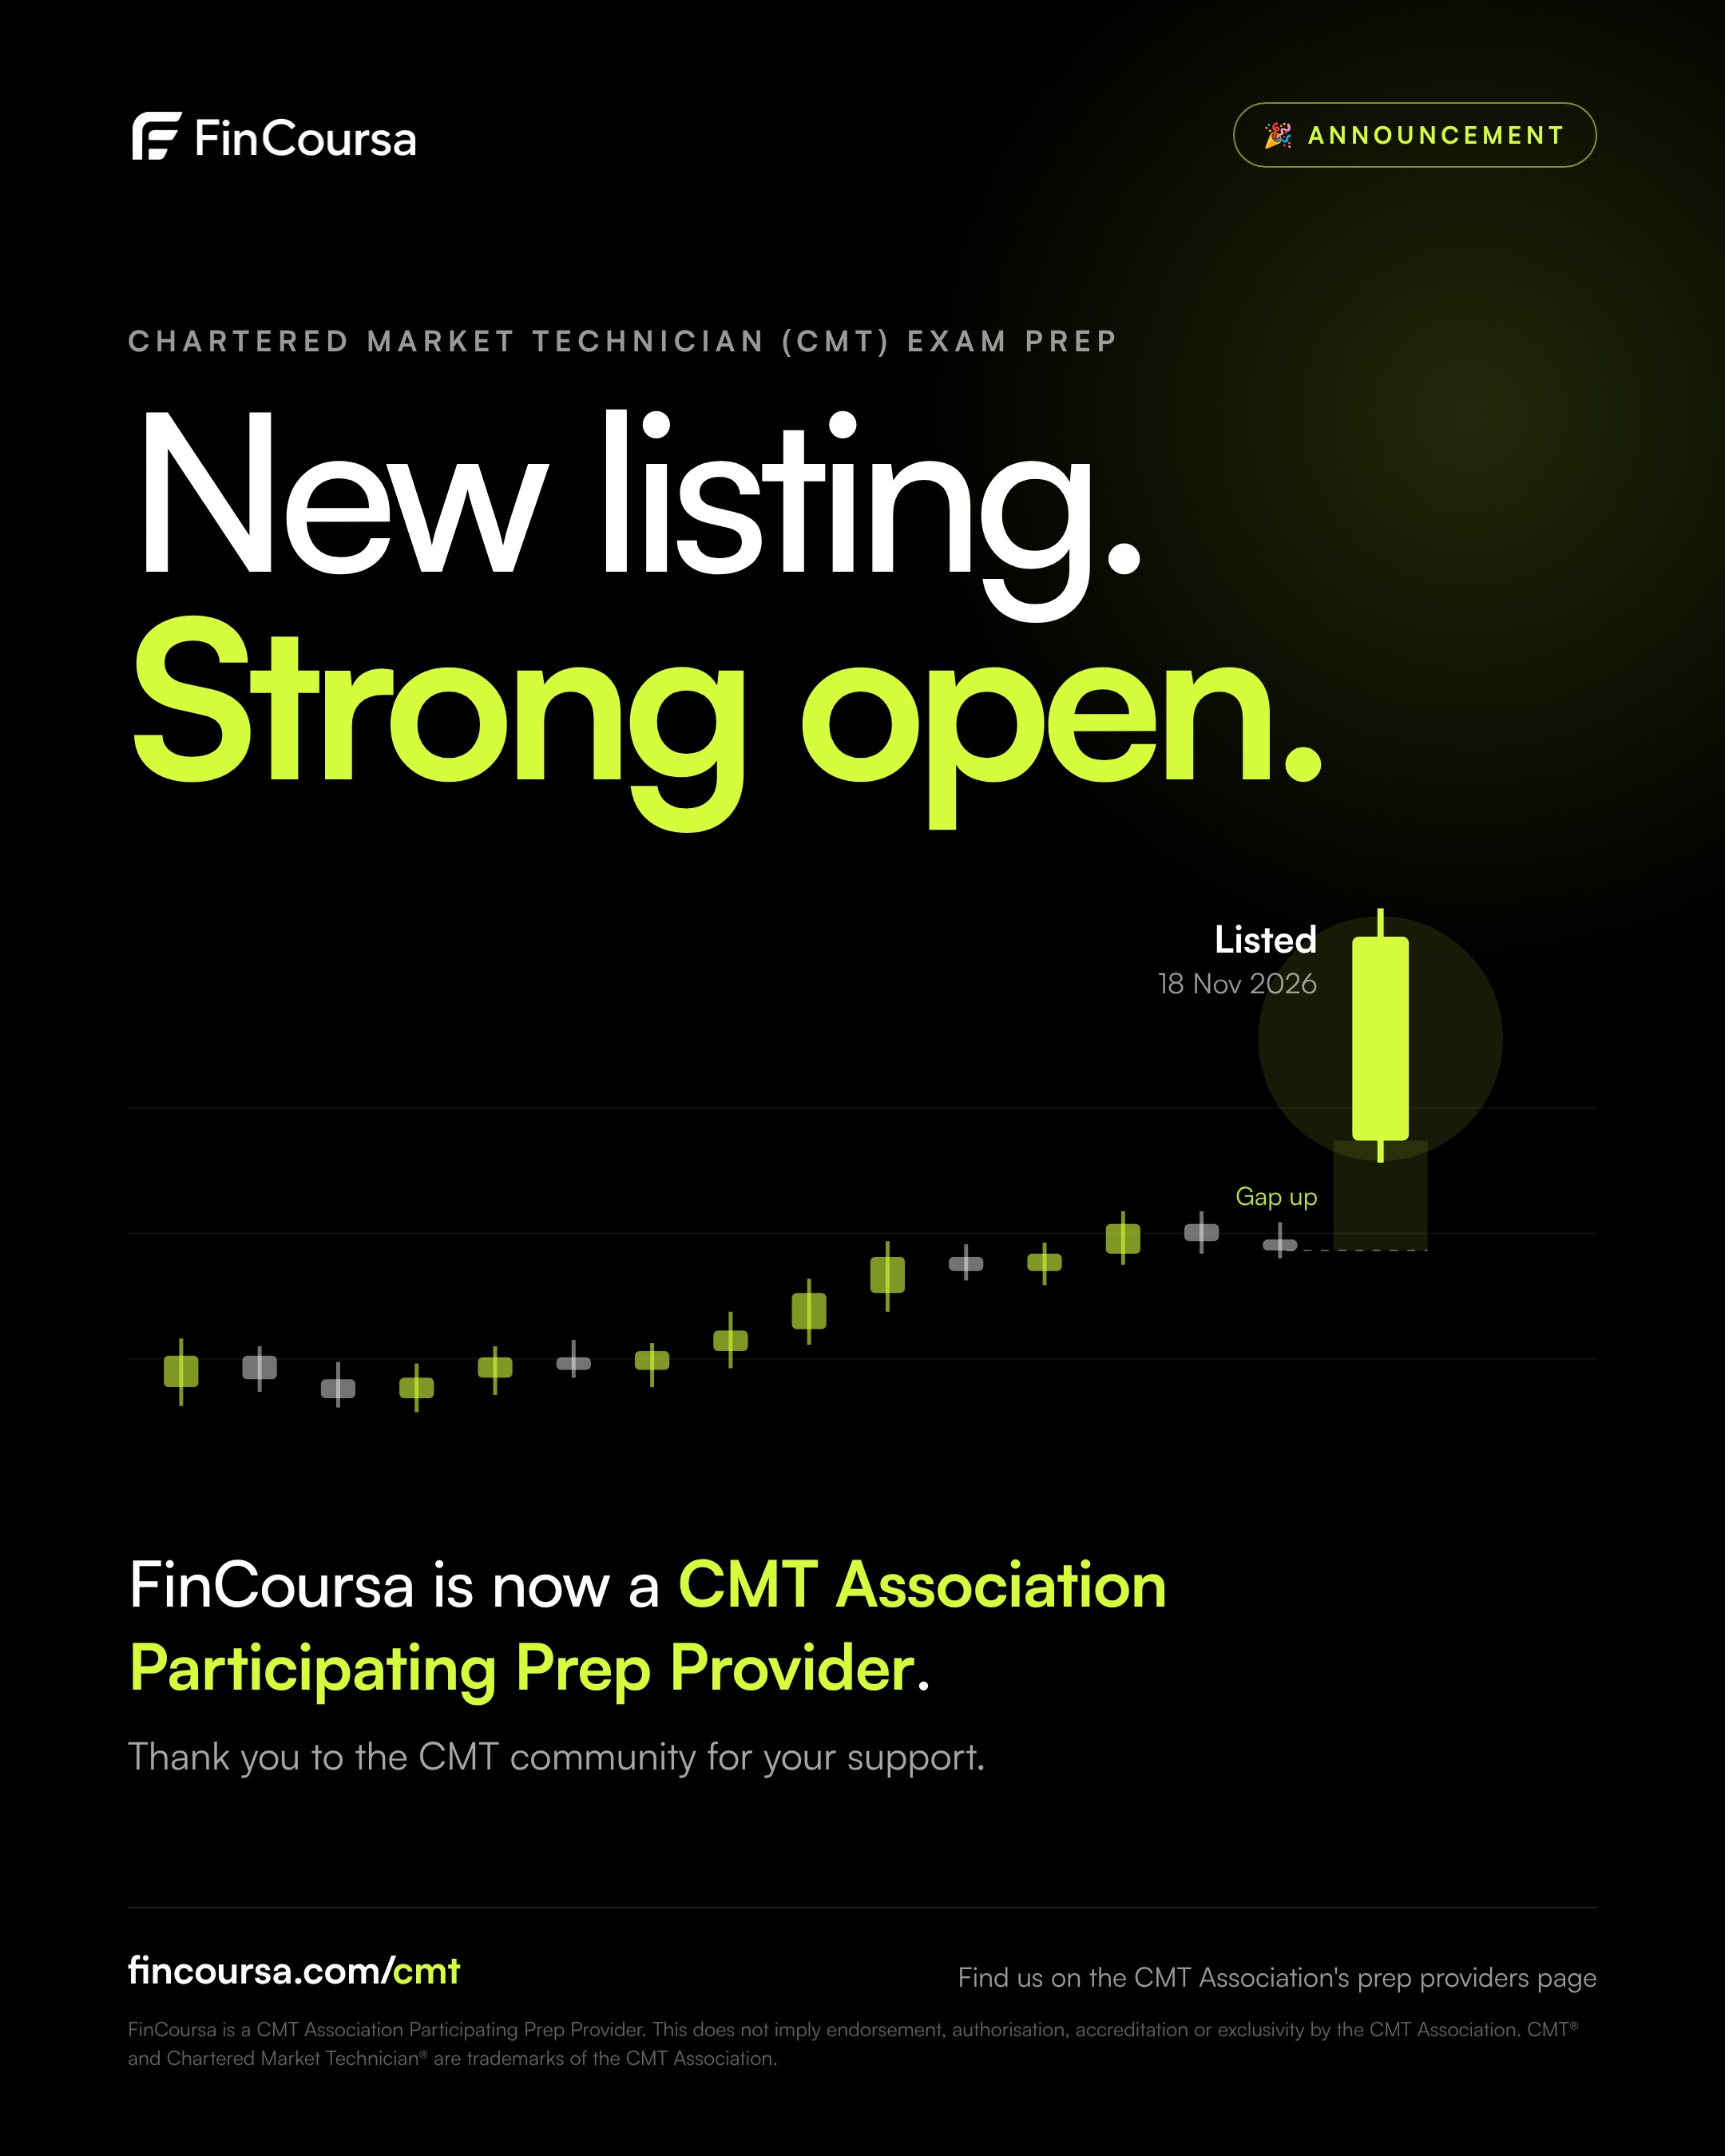 FinCoursa
🎉 ANNOUNCEMENT
CHARTERED MARKET TECHNICIAN (CMT) EXAM PREP
New listing.
Strong open.
Listed
18 Nov 2026
Gap up
FinCoursa is now a CMT Association
Participating Prep Provider.
Thank you to the CMT community for your support.
fincoursa.com/cmt
Find us on the CMT Association's prep providers page
FinCoursa is a CMT Association Participating Prep Provider. This does not imply endorsement, authorisation, accreditation or exclusivity by the CMT Association. CMT®
and Chartered Market Technician® are trademarks of the CMT Association.